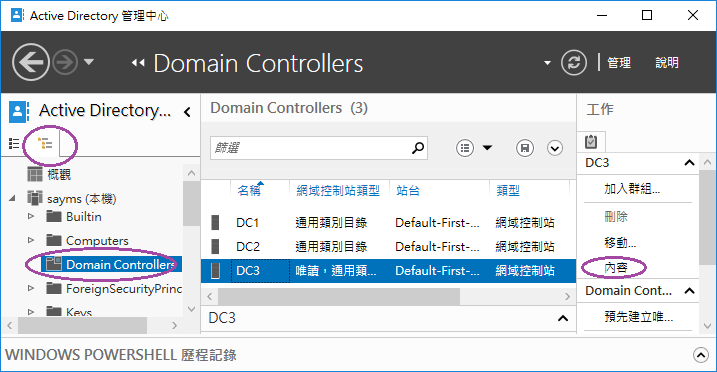 Active Directory 管理中心
Domain Controllers
管理
說明
Active Directory...
概觀
sayms (本機)
Builtin
Computers
Domain Controllers
ForeignSecurityPrinc
Keys
Domain Controllers (3)
篩選
名稱 網域控制站類型 站台 類型
DC1 通用類別目錄 Default-First-... 網域控制站
DC2 通用類別目錄 Default-First-... 網域控制站
DC3 唯讀，通用類... Default-First-... 網域控制站
DC3
工作
DC3
加入群組...
刪除
移動...
內容
Domain Cont...
預先建立唯...
WINDOWS POWERSHELL 歷程記錄